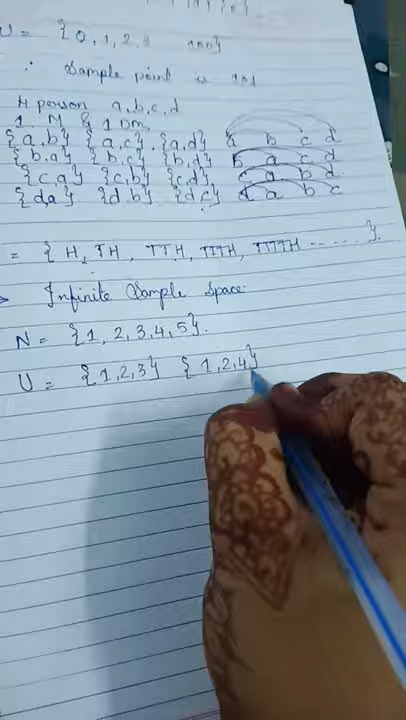 U = { 0, 1, 2, 3 100}
∴ Sample point is 101
4 person a, b, c, d
1 M & 1 DM
{a,b} {a,c} {a,d} a b c d
{b,a} {b,c} {b,d} b a c d
{c,a} {c,b} {c,d} c a b d
{d,a} {d,b} {d,c} d a b c
= { H, TH, TTH, TTTH, TTTTH ...... }.
Infinite Sample Space
N = {1, 2, 3, 4, 5}.
U = {1,2,3} {1,2,4}